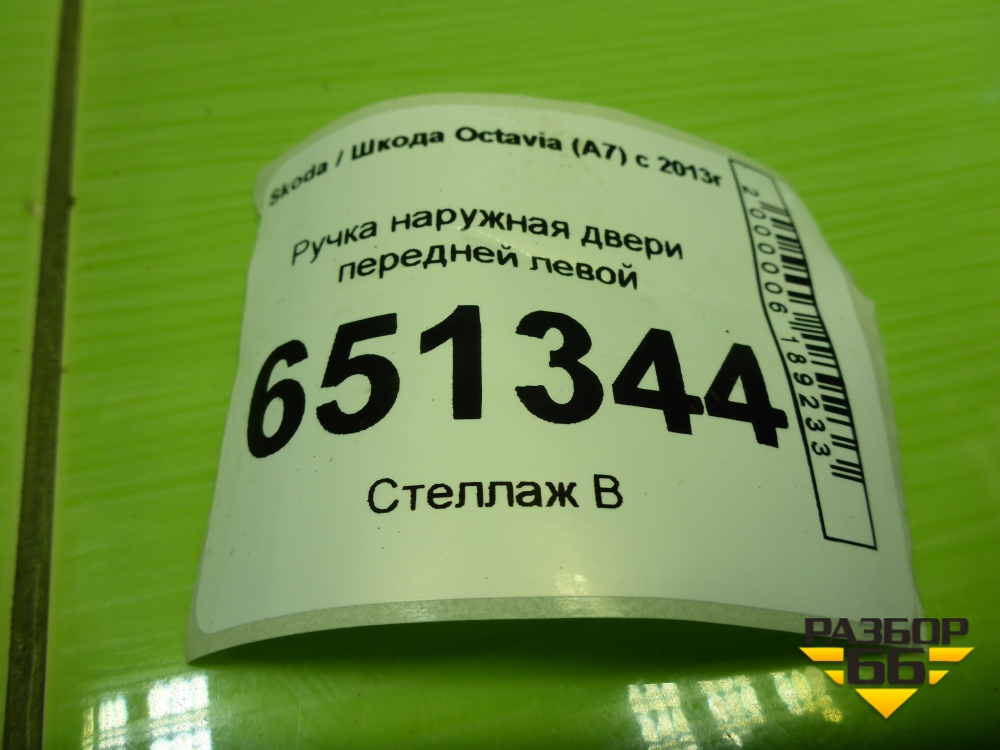 Skoda / Шкода Octavia (A7) с 2013г
Ручка наружная двери
передней левой
651344
Стеллаж В
2000006189233
РАЗБОР
66